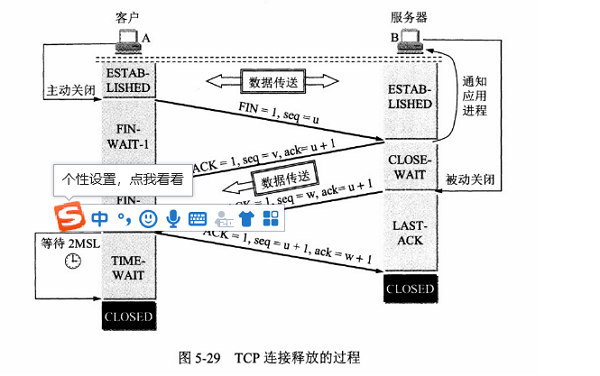 客户
服务器
A
B
ESTAB-
LISHED
数据传送
ESTAB-
LISHED
通知
应用
进程
主动关闭
FIN = 1, seq = u
FIN-
WAIT-1
ACK = 1, seq = v, ack= u + 1
CLOSE-
WAIT
被动关闭
个性设置，点我看看
数据传送
= 1, seq = w, ack= u + 1
FIN-
S
中
ACK = 1, seq = u + 1, ack = w + 1
LAST-
ACK
等待 2MSL
TIME-
WAIT
CLOSED
CLOSED
图 5-29 TCP 连接释放的过程